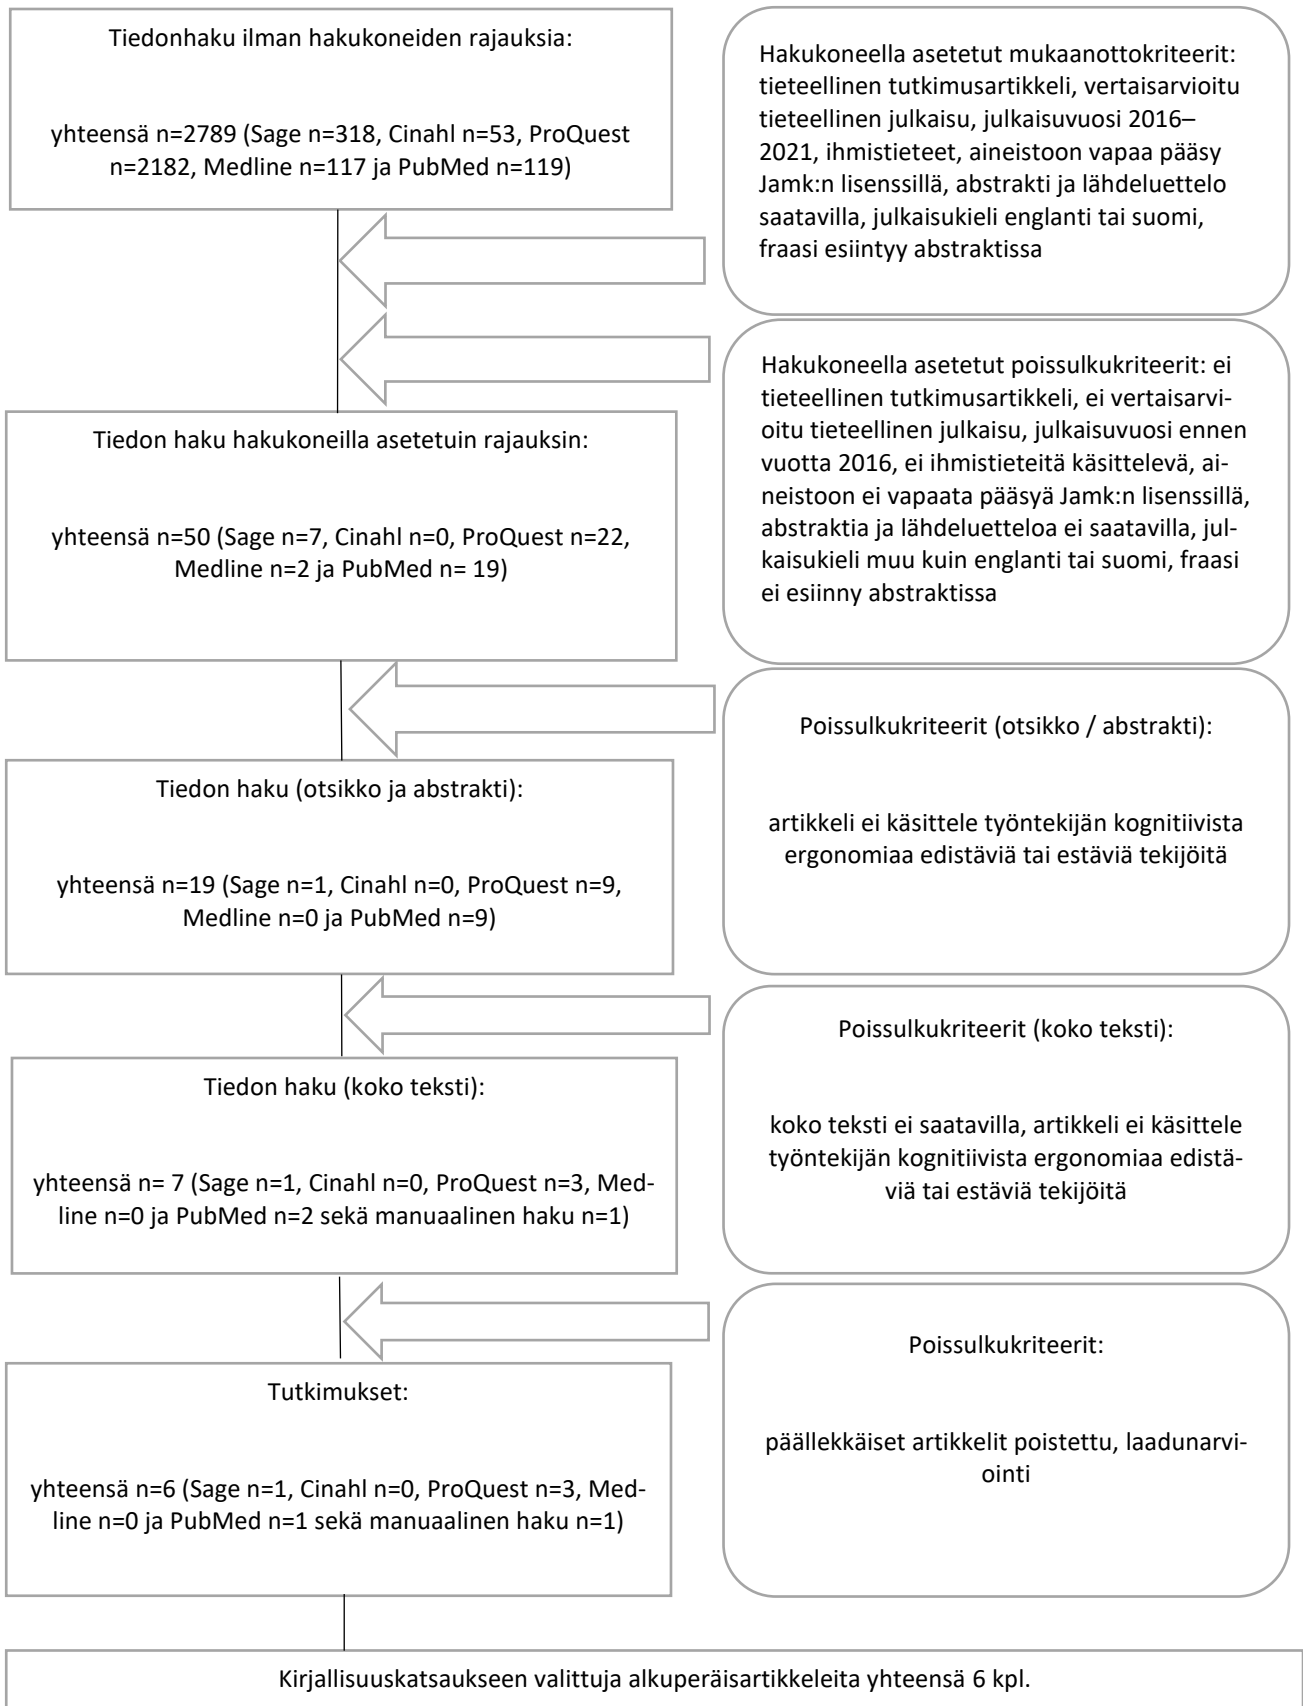 Tiedonhaku ilman hakukoneiden rajauksia:
yhteensä n=2789 (Sage n=318, Cinahl n=53, ProQuest
n=2182, Medline n=117 ja PubMed n=119)
Hakukoneella asetetut mukaanottokriteerit:
tieteellinen tutkimusartikkeli, vertaisarvioitu
tieteellinen julkaisu, julkaisuvuosi 2016–
2021, ihmistieteet, aineistoon vapaa pääsy
Jamk:n lisenssillä, abstrakti ja lähdeluettelo
saatavilla, julkaisukieli englanti tai suomi,
fraasi esiintyy abstraktissa
Hakukoneella asetetut poissulkukriteerit: ei
tieteellinen tutkimusartikkeli, ei vertaisarvi-
oitu tieteellinen julkaisu, julkaisuvuosi ennen
vuotta 2016, ei ihmistieteitä käsittelevä, ai-
neistoon ei vapaata pääsyä Jamk:n lisenssillä,
abstraktia ja lähdeluetteloa ei saatavilla, jul-
kaisukieli muu kuin englanti tai suomi, fraasi
ei esiinny abstraktissa
Tiedon haku hakukoneilla asetetuin rajauksin:
yhteensä n=50 (Sage n=7, Cinahl n=0, ProQuest n=22,
Medline n=2 ja PubMed n= 19)
Poissulkukriteerit (otsikko / abstrakti):
artikkeli ei käsittele työntekijän kognitiivista
ergonomiaa edistäviä tai estäviä tekijöitä
Tiedon haku (otsikko ja abstrakti):
yhteensä n=19 (Sage n=1, Cinahl n=0, ProQuest n=9,
Medline n=0 ja PubMed n=9)
Poissulkukriteerit (koko teksti):
koko teksti ei saatavilla, artikkeli ei käsittele
työntekijän kognitiivista ergonomiaa edistä-
viä tai estäviä tekijöitä
Tiedon haku (koko teksti):
yhteensä n= 7 (Sage n=1, Cinahl n=0, ProQuest n=3, Med-
line n=0 ja PubMed n=2 sekä manuaalinen haku n=1)
Poissulkukriteerit:
päällekkäiset artikkelit poistettu, laadunarvi-
ointi
Tutkimukset:
yhteensä n=6 (Sage n=1, Cinahl n=0, ProQuest n=3, Med-
line n=0 ja PubMed n=1 sekä manuaalinen haku n=1)
Kirjallisuuskatsaukseen valittuja alkuperäisartikkeleita yhteensä 6 kpl.